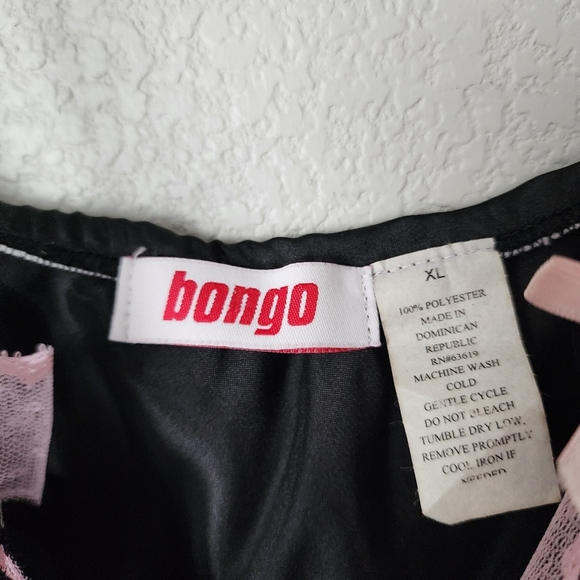 bongo
XL
100% POLYESTER
MADE IN
DOMINICAN
REPUBLIC
RN#63619
MACHINE WASH
COLD
GENTLE CYCLE
DO NOT BLEACH
TUMBLE DRY LOW,
REMOVE PROMPTLY
COOL IRON IF
NEEDED